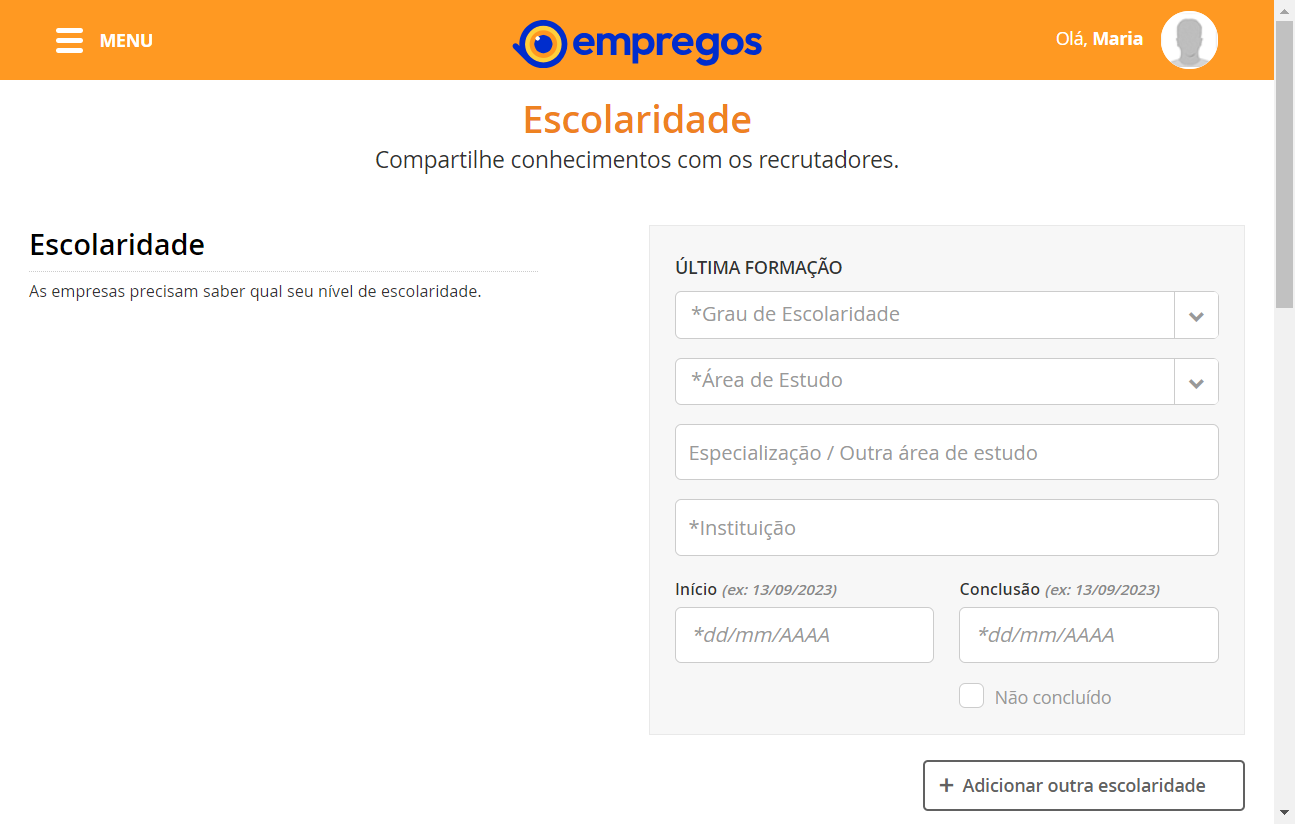 MENU
empregos
Olá, Maria
Escolaridade
Compartilhe conhecimentos com os recrutadores.
Escolaridade
As empresas precisam saber qual seu nível de escolaridade.
ÚLTIMA FORMAÇÃO
*Grau de Escolaridade
*Área de Estudo
Especialização / Outra área de estudo
*Instituição
Início (ex: 13/09/2023)
Conclusão (ex: 13/09/2023)
*dd/mm/AAAA
*dd/mm/AAAA
Não concluído
+ Adicionar outra escolaridade